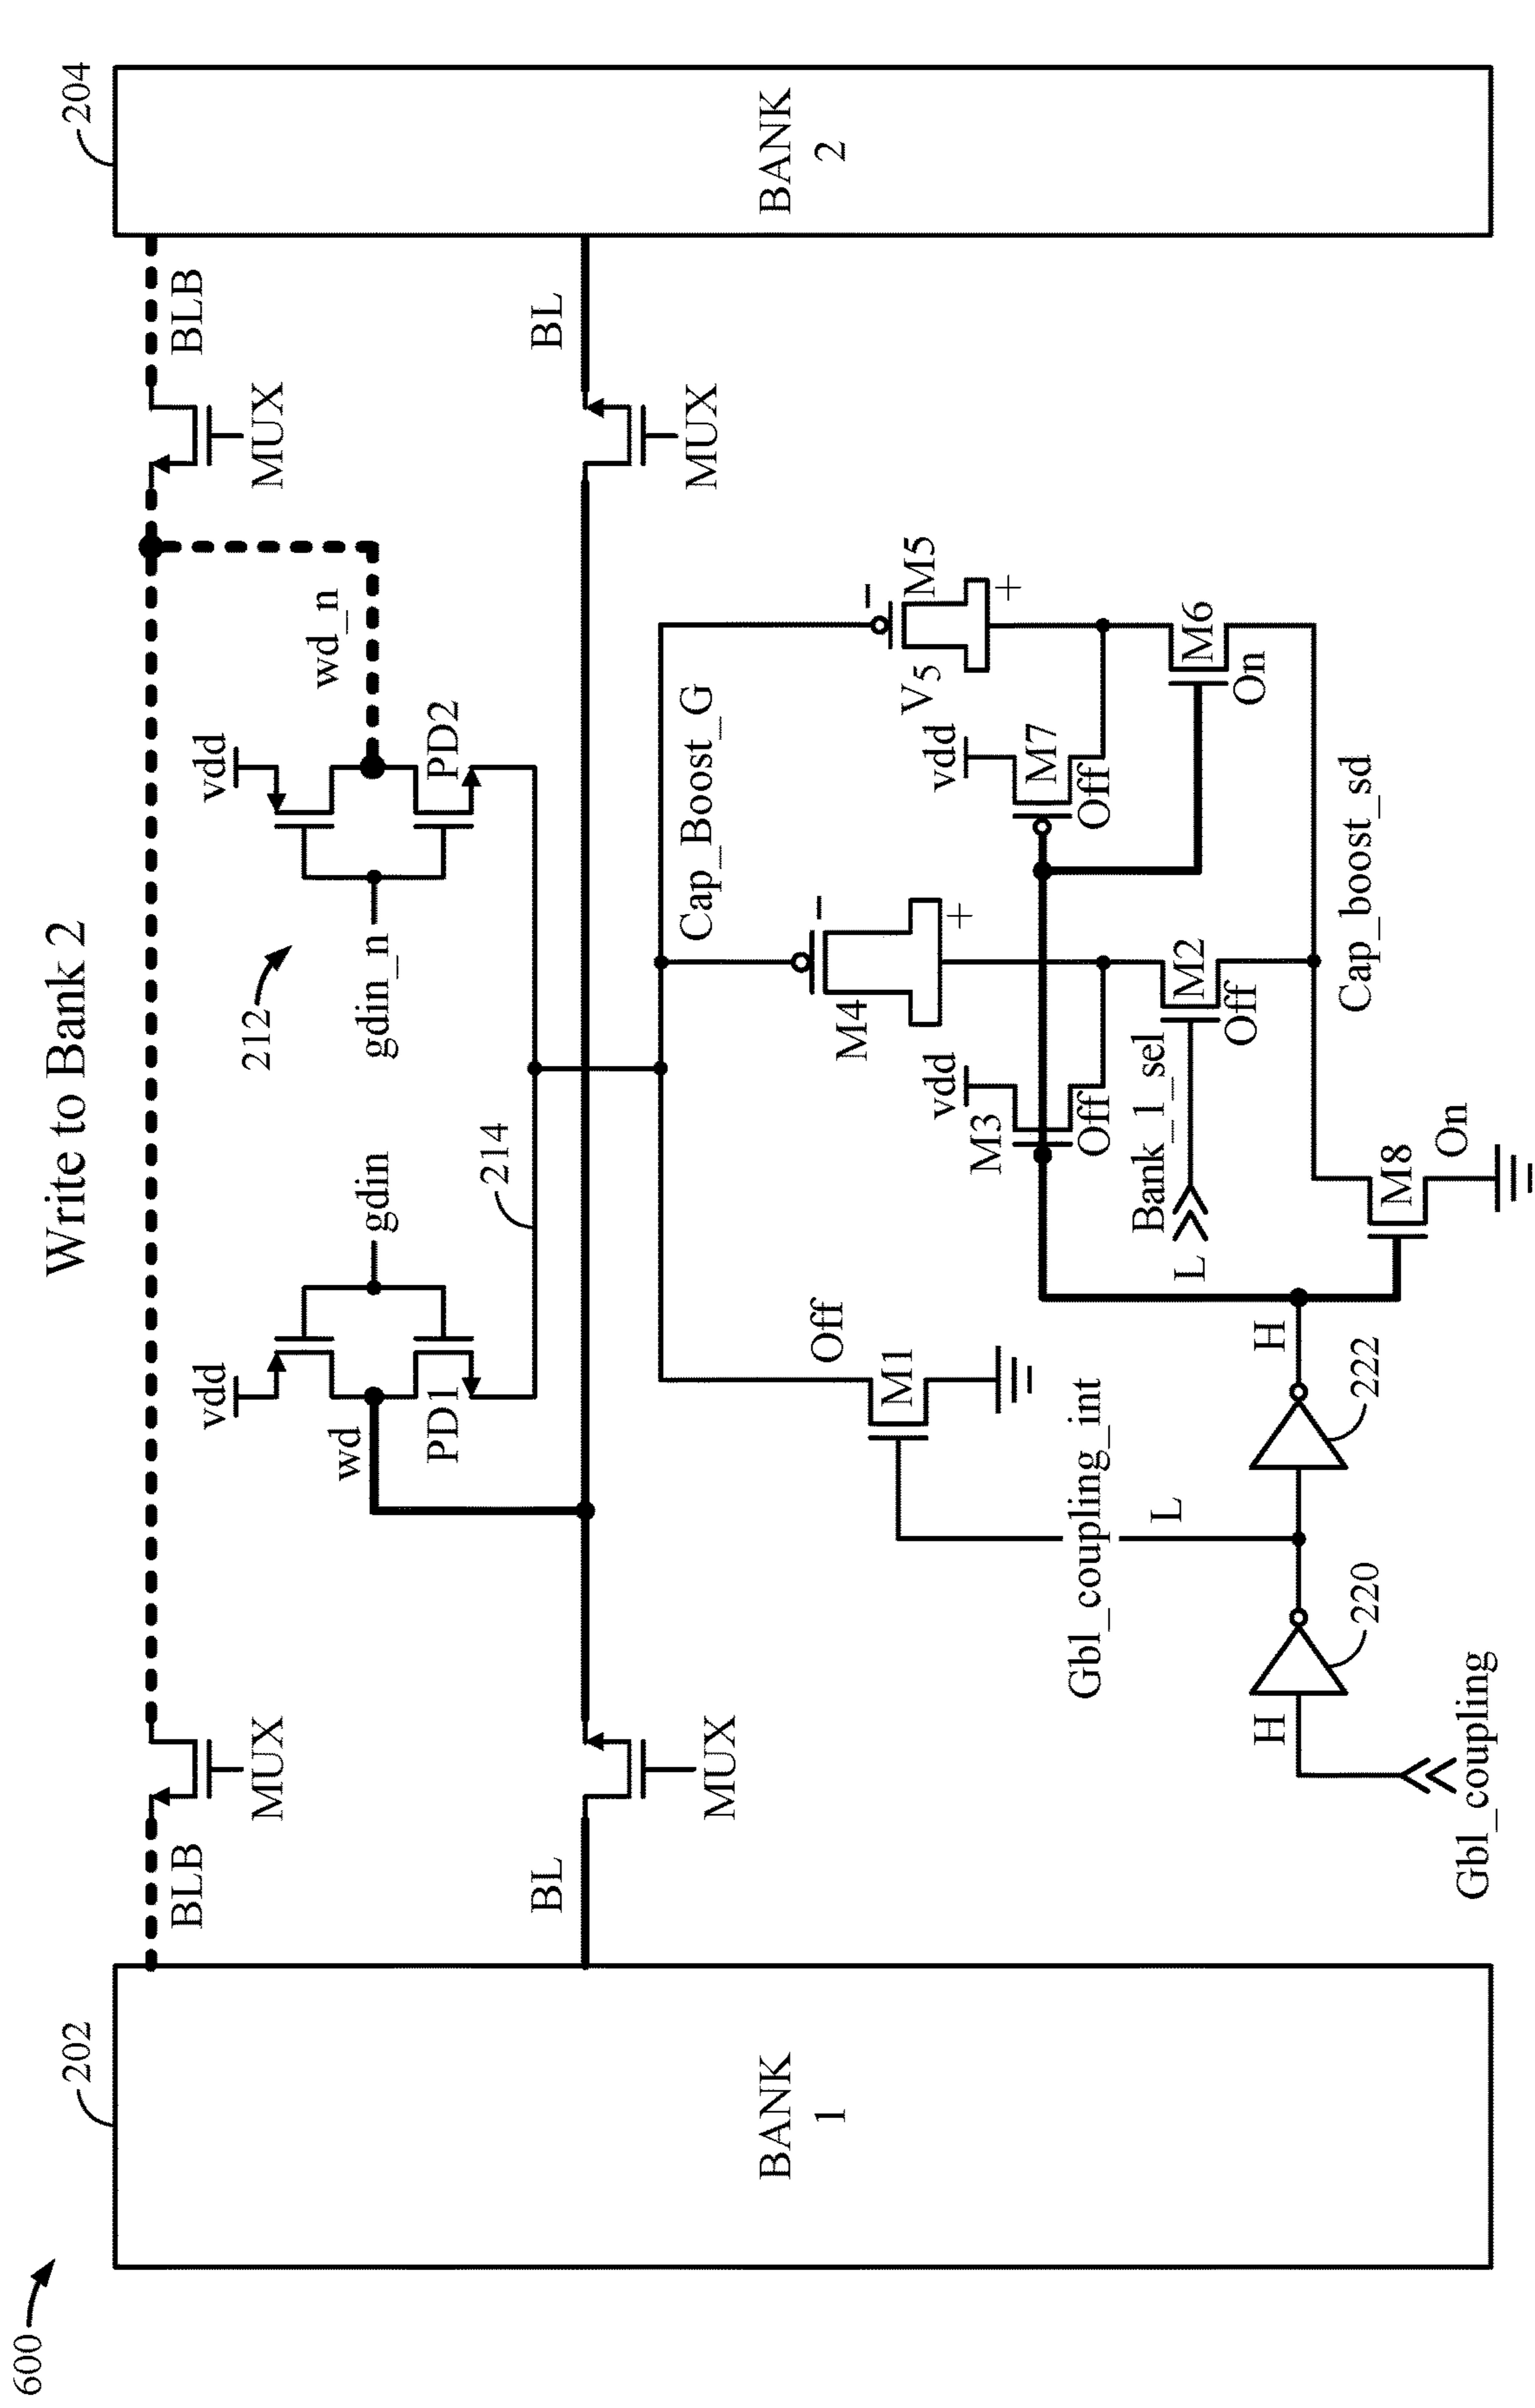 600
Write to Bank 2
202
204
BLB
BLB
MUX
MUX
vdd
vdd
212
wd
gdin
gdin_n
wd_n
PD1
PD2
214
BL
BL
MUX
MUX
BANK
1
BANK
2
Cap_Boost_G
Off
M1
M4
−
+
V5
M5
−
+
vdd
M3
Off
vdd
M7
Off
Gbl_coupling_int
L
Bank_1_sel
L
M2
Off
M6
On
H
220
H
222
Cap_boost_sd
M8
On
Gbl_coupling